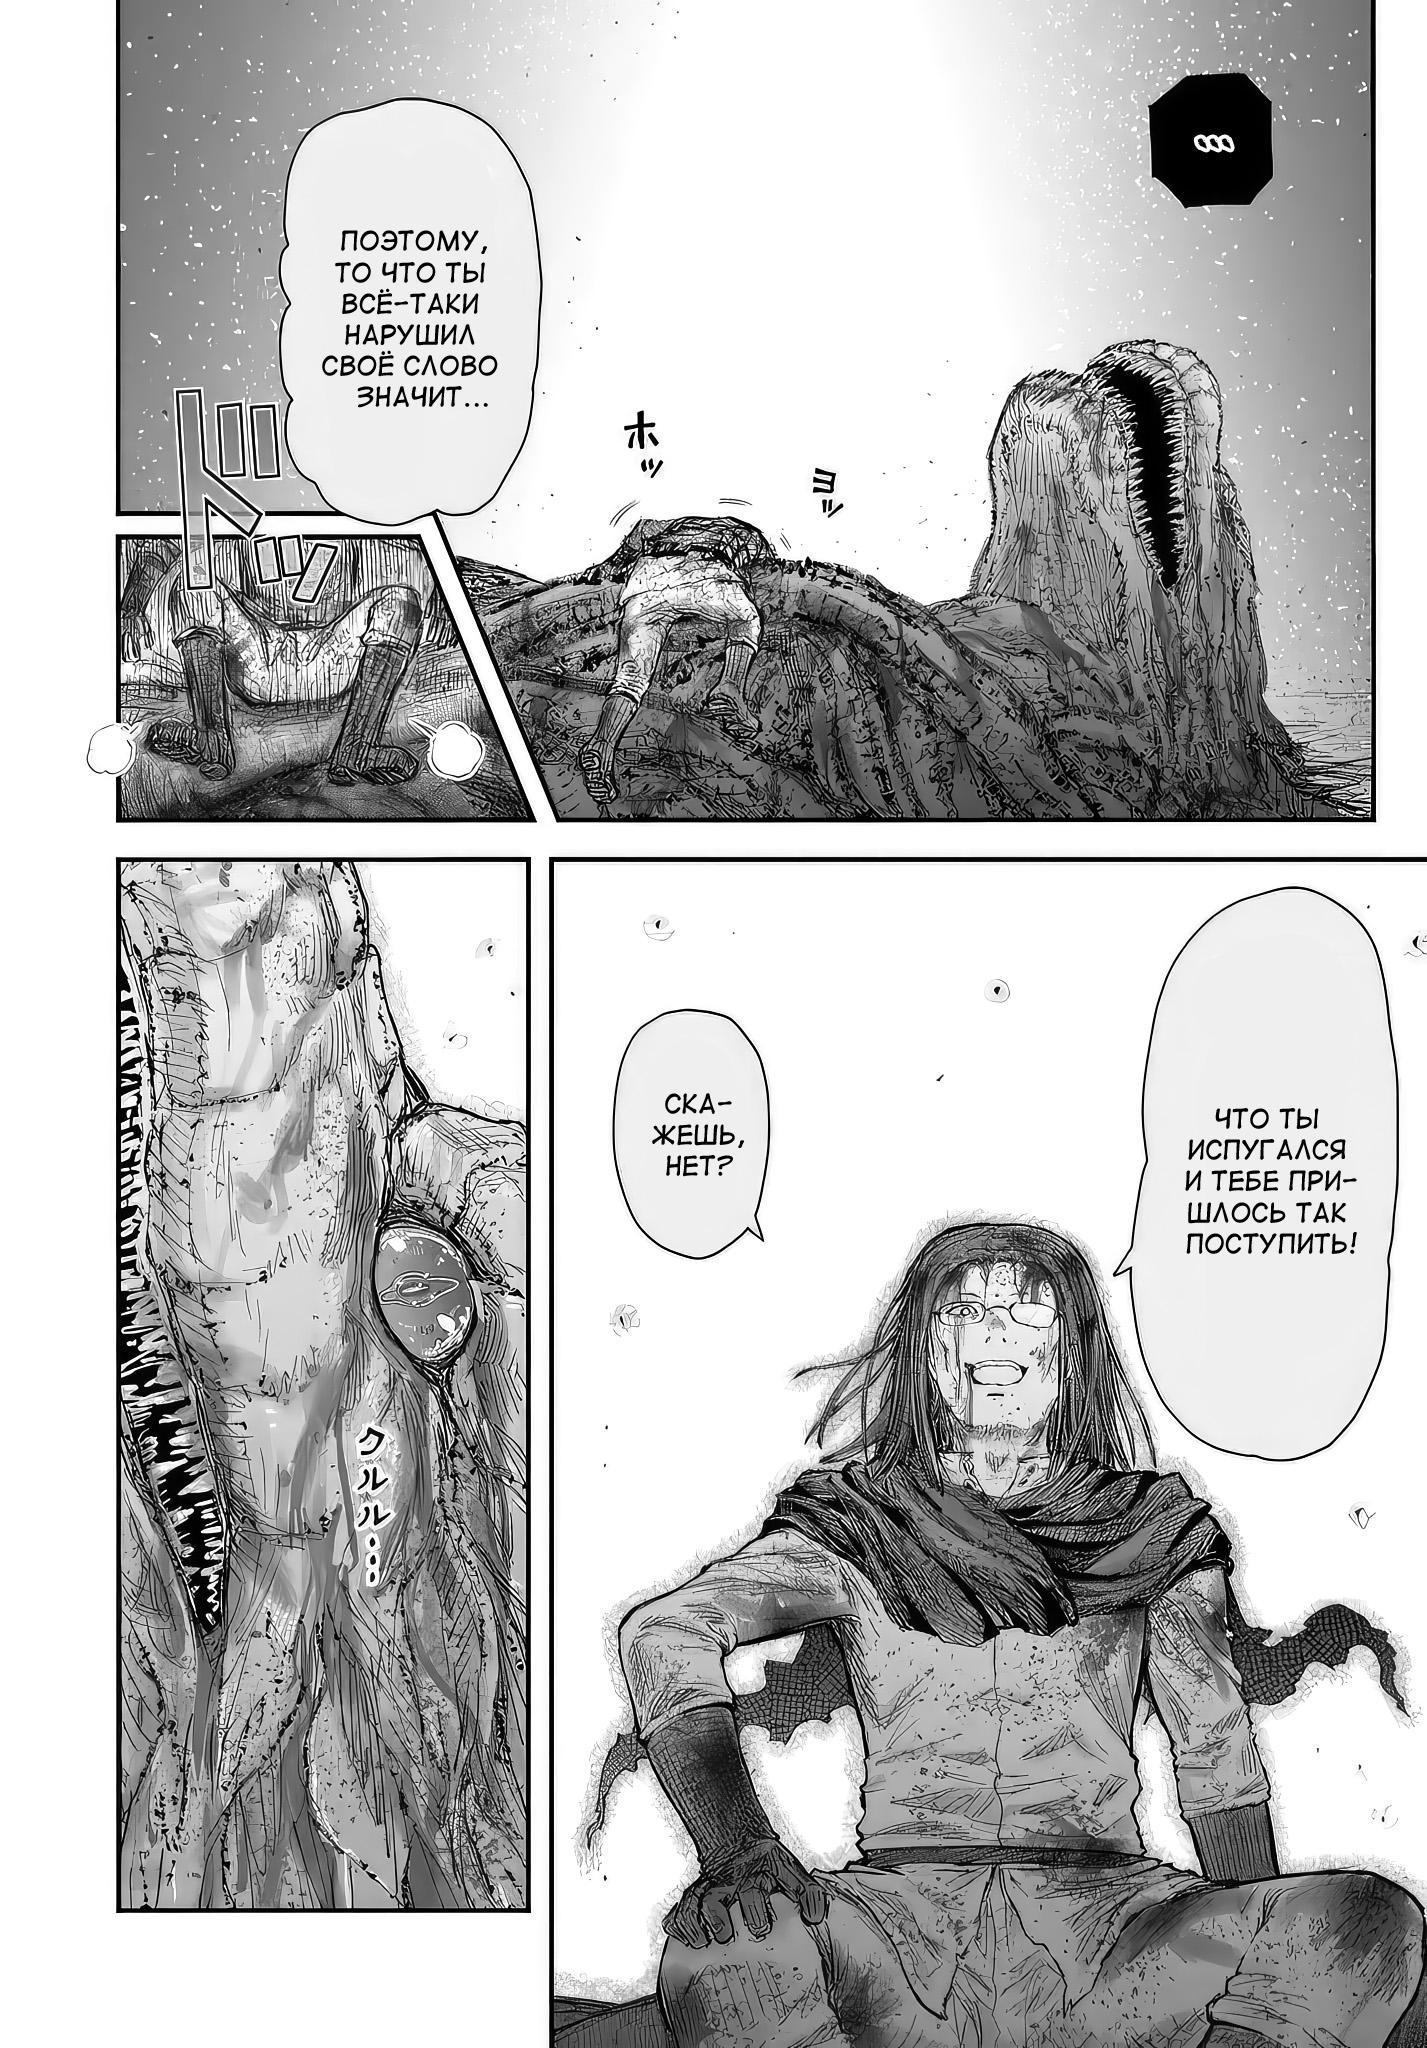 ООО
ホッ
ヨッ
ПОЭТОМУ,
ТО ЧТО ТЫ
ВСЁ-ТАКИ
НАРУШИЛ
СВОЁ СЛОВО
ЗНАЧИТ...
ドッ
ЧТО ТЫ
ИСПУГАЛСЯ
И ТЕБЕ ПРИ-
ШЛОСЬ ТАК
ПОСТУПИТЬ!
СКА-
ЖЕШЬ,
НЕТ?
クルル……